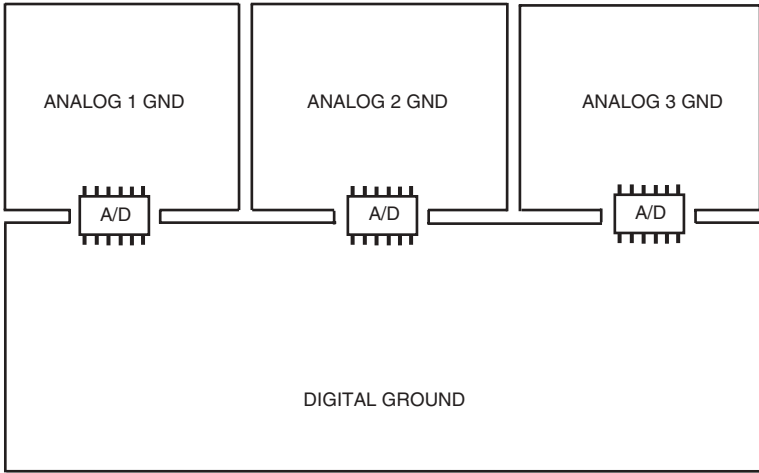 ANALOG 1 GND
ANALOG 2 GND
ANALOG 3 GND
A/D
A/D
A/D
DIGITAL GROUND